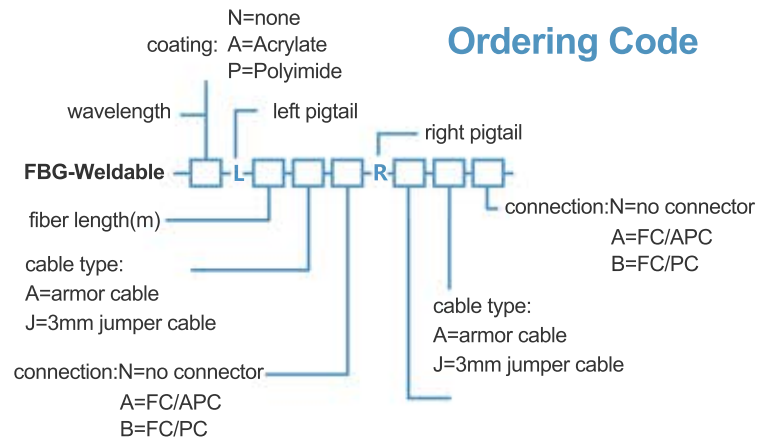 N=none
coating: A=Acrylate
P=Polyimide
Ordering Code
wavelength
left pigtail
right pigtail
FBG-Weldable
L
R
connection:N=no connector
A=FC/APC
B=FC/PC
fiber length(m)
cable type:
A=armor cable
J=3mm jumper cable
cable type:
A=armor cable
J=3mm jumper cable
connection:N=no connector
A=FC/APC
B=FC/PC